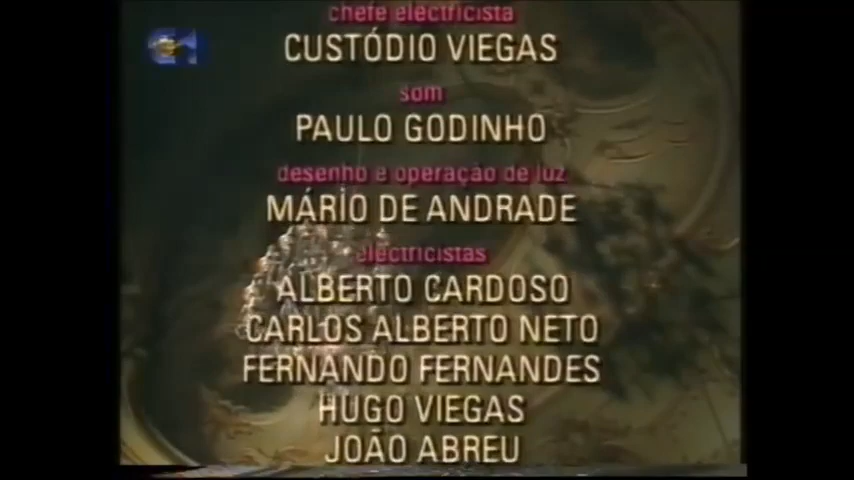 chefe electricista
CUSTÓDIO VIEGAS
som
PAULO GODINHO
desenho e operação de luz
MÁRIO DE ANDRADE
electricistas
ALBERTO CARDOSO
CARLOS ALBERTO NETO
FERNANDO FERNANDES
HUGO VIEGAS
JOÃO ABREU